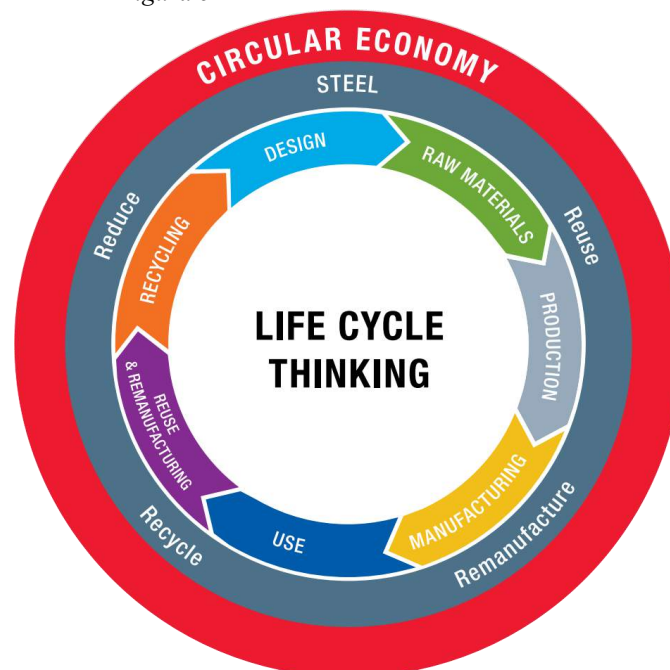 CIRCULAR ECONOMY
STEEL
Reduce
Reuse
Recycle
Remanufacture
DESIGN
RAW MATERIALS
PRODUCTION
MANUFACTURING
USE
REUSE
& REMANUFACTURING
RECYCLING
LIFE CYCLE
THINKING